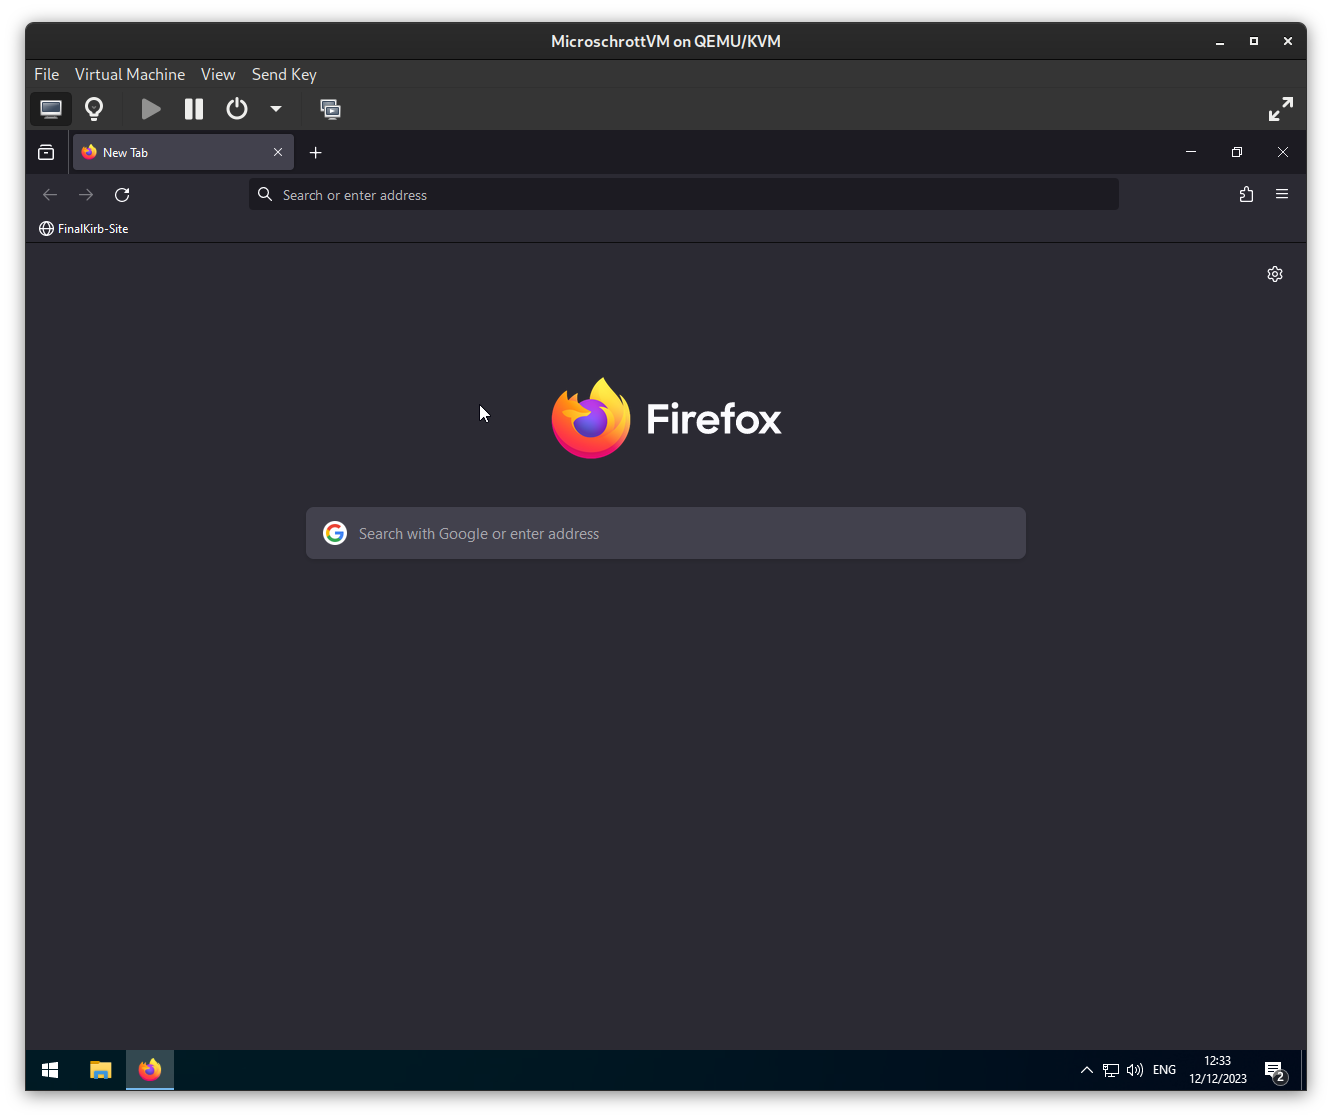 MicroschrottVM on QEMU/KVM
File Virtual Machine View Send Key
New Tab
Search or enter address
FinalKirb-Site
Firefox
Search with Google or enter address
ENG
12:33
12/12/2023
2